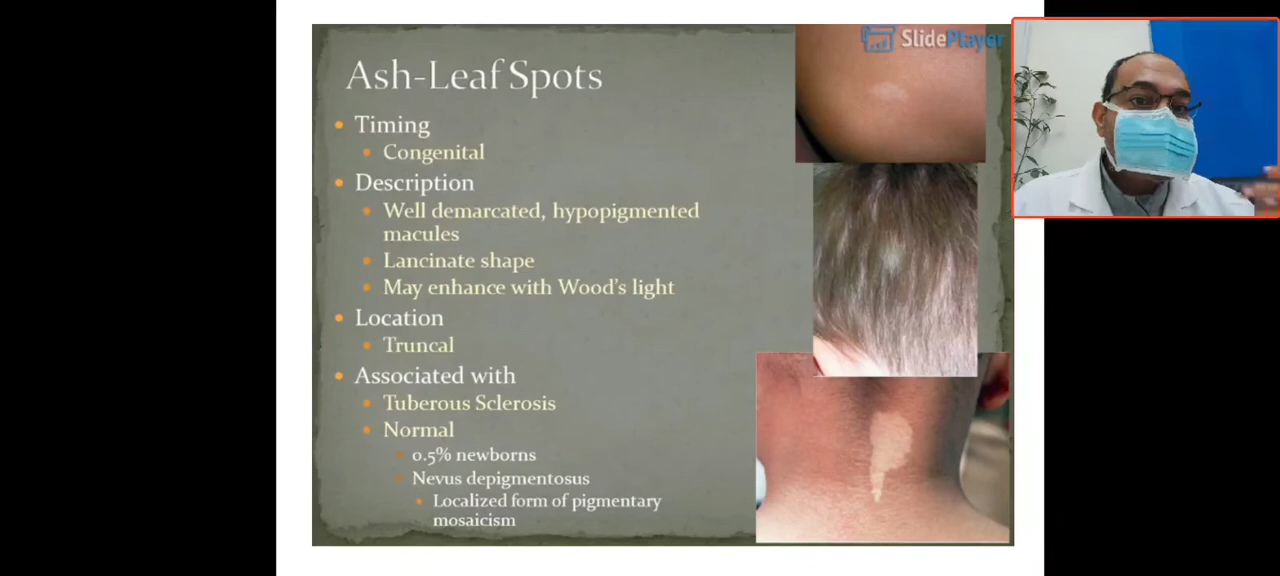 SlidePlayer
Ash-Leaf Spots
Timing
Congenital
Description
Well demarcated, hypopigmented
macules
Lancinate shape
May enhance with Wood's light
Location
Truncal
Associated with
Tuberous Sclerosis
Normal
0.5% newborns
Nevus depigmentosus
Localized form of pigmentary
mosaicism